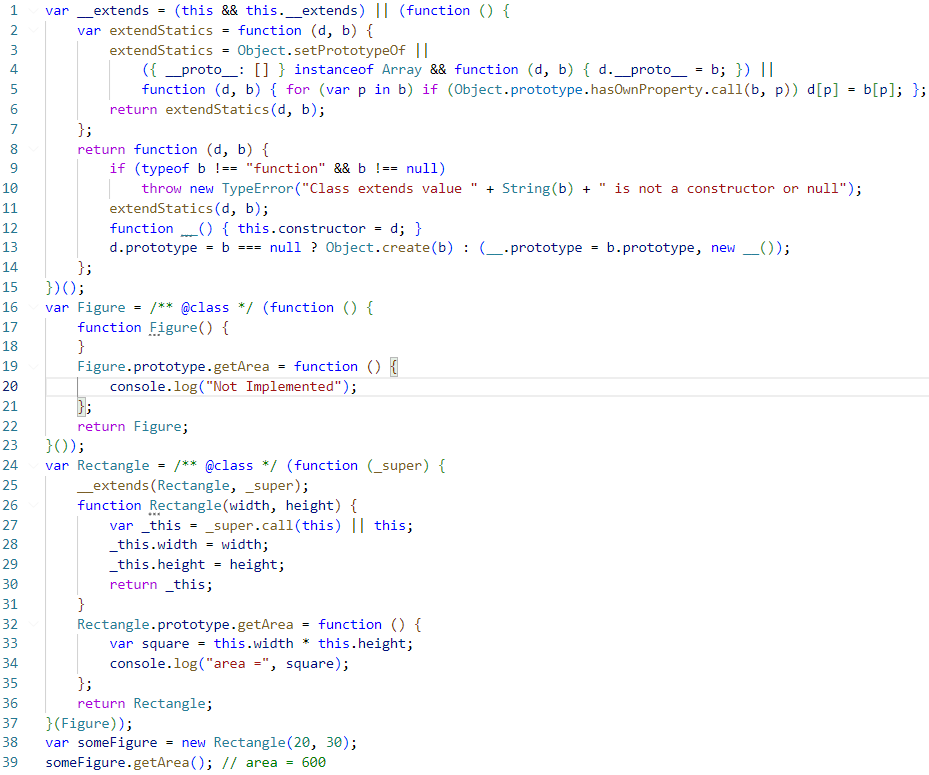 1 var __extends = (this && this.__extends) || (function () {
2     var extendStatics = function (d, b) {
3         extendStatics = Object.setPrototypeOf ||
4             ({ __proto__: [] } instanceof Array && function (d, b) { d.__proto__ = b; }) ||
5             function (d, b) { for (var p in b) if (Object.prototype.hasOwnProperty.call(b, p)) d[p] = b[p]; };
6         return extendStatics(d, b);
7     };
8     return function (d, b) {
9         if (typeof b !== "function" && b !== null)
10             throw new TypeError("Class extends value " + String(b) + " is not a constructor or null");
11         extendStatics(d, b);
12         function __() { this.constructor = d; }
13         d.prototype = b === null ? Object.create(b) : (__.prototype = b.prototype, new __());
14     };
15 })();
16 var Figure = /** @class */ (function () {
17     function Figure() {
18     }
19     Figure.prototype.getArea = function () {
20         console.log("Not Implemented");
21     };
22     return Figure;
23 }());
24 var Rectangle = /** @class */ (function (_super) {
25     __extends(Rectangle, _super);
26     function Rectangle(width, height) {
27         var _this = _super.call(this) || this;
28         _this.width = width;
29         _this.height = height;
30         return _this;
31     }
32     Rectangle.prototype.getArea = function () {
33         var square = this.width * this.height;
34         console.log("area =", square);
35     };
36     return Rectangle;
37 }(Figure));
38 var someFigure = new Rectangle(20, 30);
39 someFigure.getArea(); // area = 600